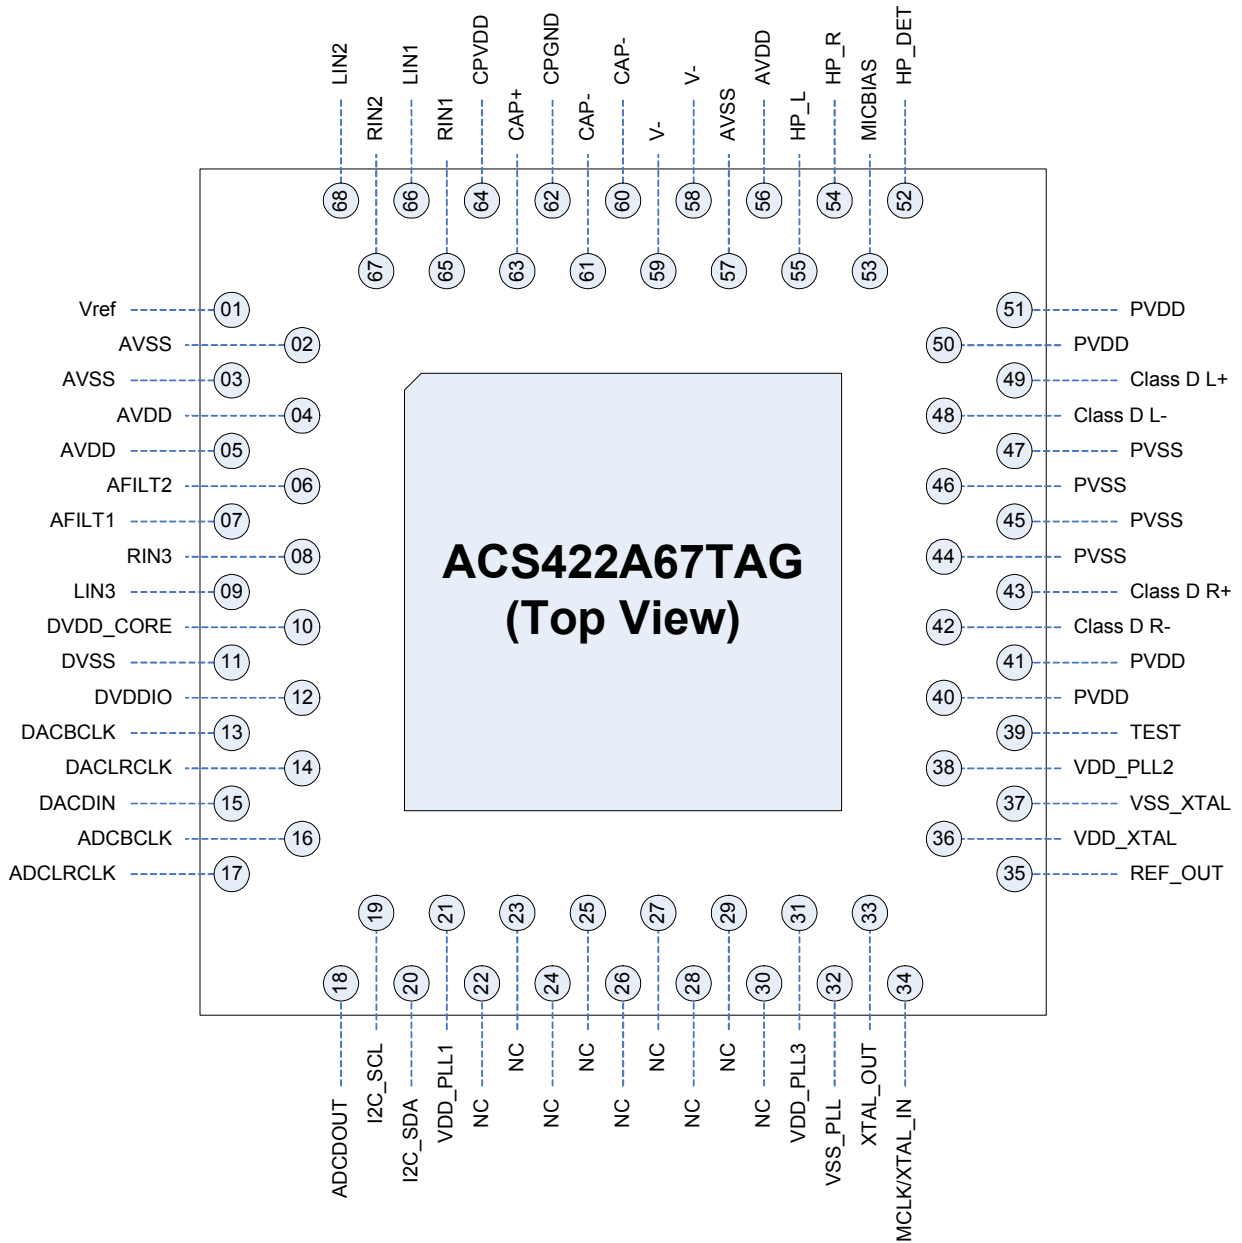 LIN2
RIN2
LIN1
RIN1
CPVDD
CAP+
CPGND
CAP-
CAP-
V-
V-
AVSS
AVDD
HP_L
HP_R
MICBIAS
HP_DET
68
67
66
65
64
63
62
61
60
59
58
57
56
55
54
53
52
Vref 01
AVSS 02
AVSS 03
AVDD 04
AVDD 05
AFILT2 06
AFILT1 07
RIN3 08
LIN3 09
DVDD_CORE 10
DVSS 11
DVDDIO 12
DACBCLK 13
DACLRCLK 14
DACDIN 15
ADCBCLK 16
ADCLRCLK 17
ACS422A67TAG
(Top View)
51 PVDD
50 PVDD
49 Class D L+
48 Class D L-
47 PVSS
46 PVSS
45 PVSS
44 PVSS
43 Class D R+
42 Class D R-
41 PVDD
40 PVDD
39 TEST
38 VDD_PLL2
37 VSS_XTAL
36 VDD_XTAL
35 REF_OUT
18
19
20
21
22
23
24
25
26
27
28
29
30
31
32
33
34
ADCDOUT
I2C_SCL
I2C_SDA
VDD_PLL1
NC
NC
NC
NC
NC
NC
NC
NC
NC
VDD_PLL3
VSS_PLL
XTAL_OUT
MCLK/XTAL_IN